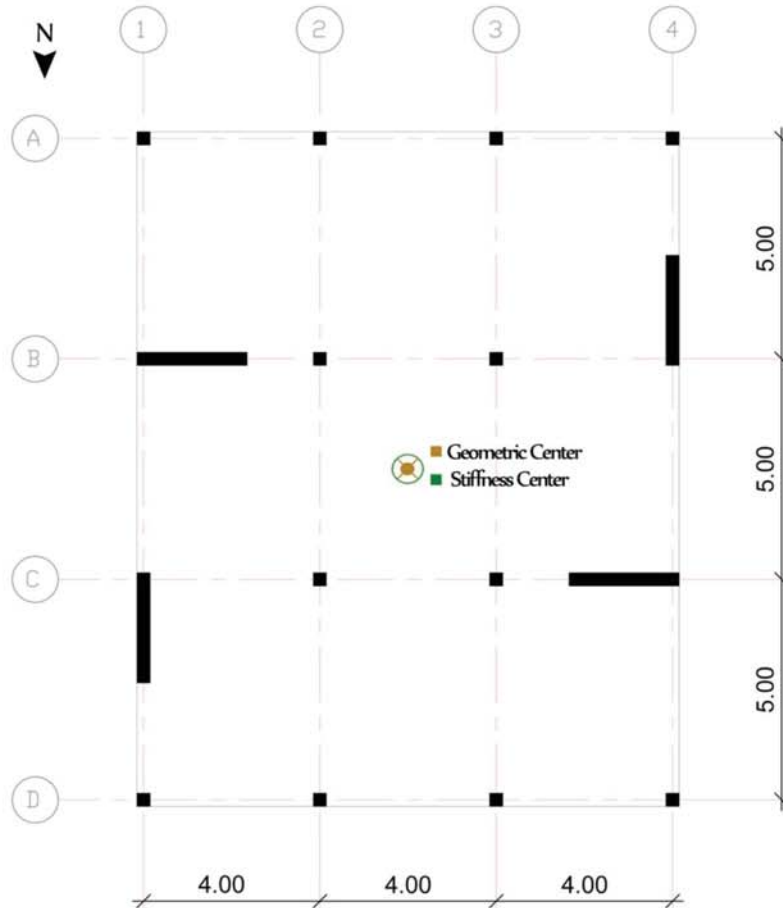 N
1 2 3 4
A
5.00
B
Geometric Center
5.00
Stiffness Center
C
5.00
D
4.00 4.00 4.00